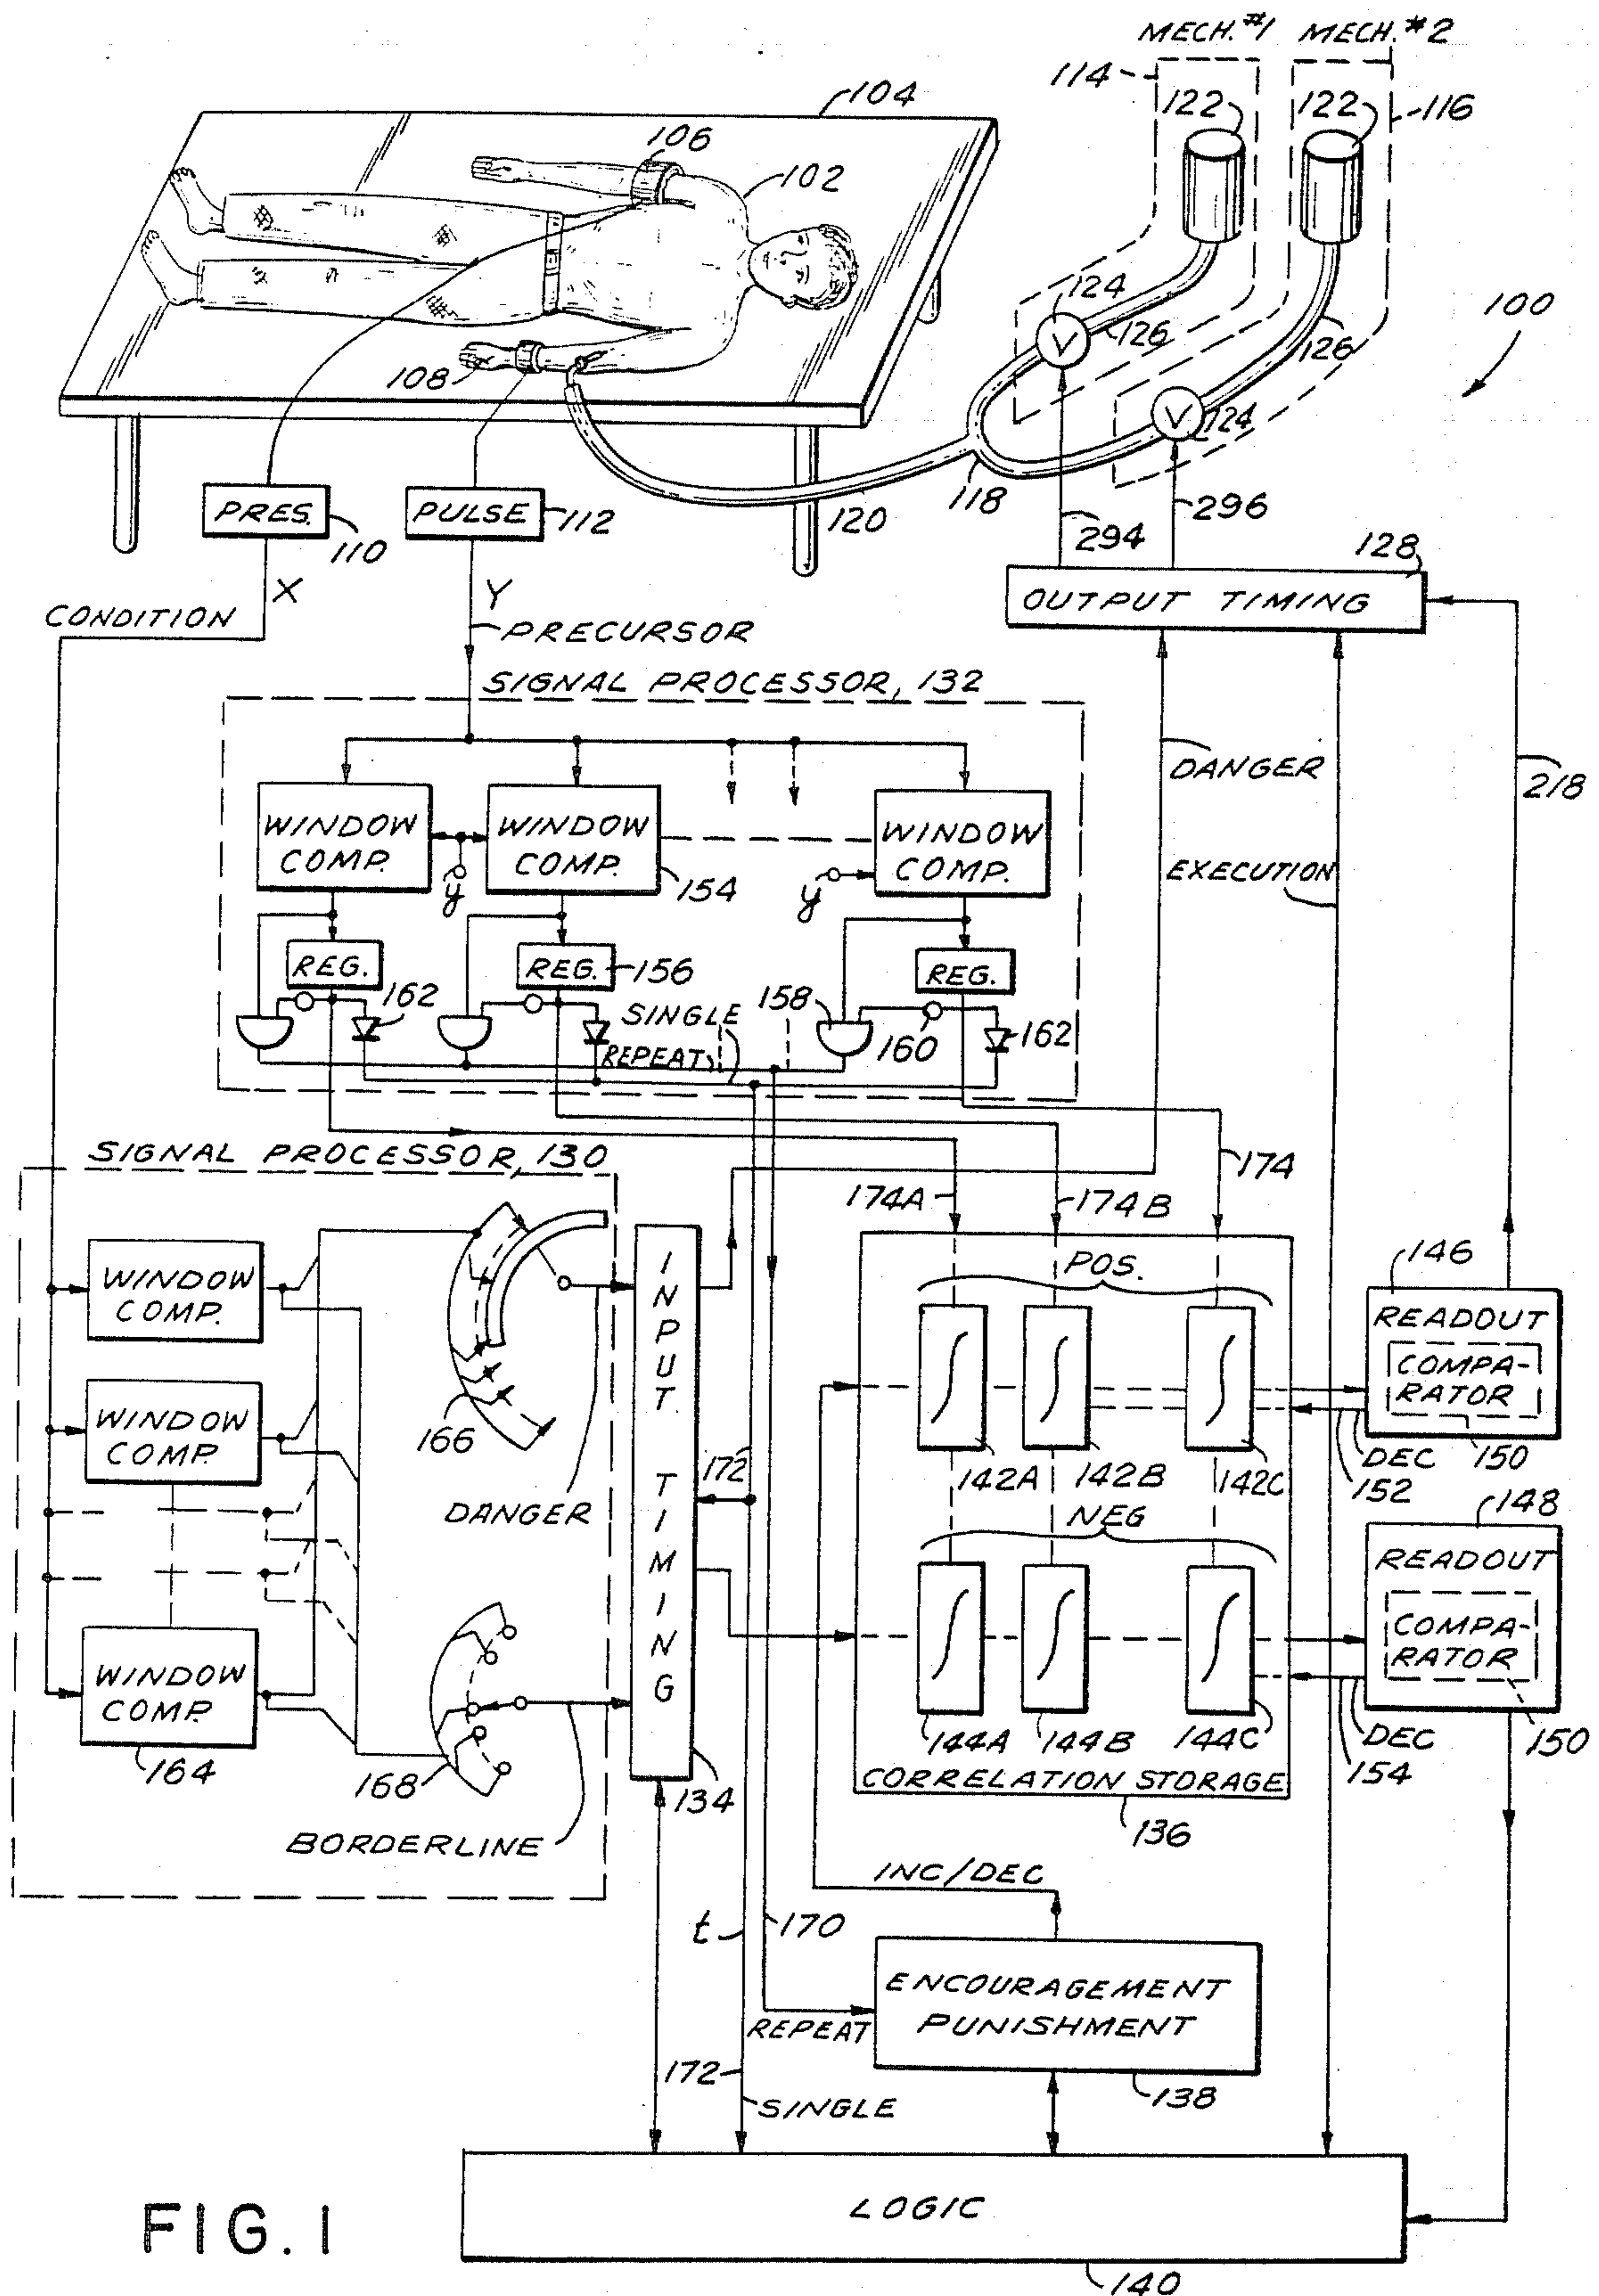 MECH. #1
MECH. #2
114
122
122
116
104
106
102
124
126
126
100
108
124
118
120
PRES.
110
PULSE
112
294
296
128
OUTPUT TIMING
X
Y
CONDITION
PRECURSOR
SIGNAL PROCESSOR, 132
DANGER
218
WINDOW
COMP.
WINDOW
COMP.
154
WINDOW
COMP.
y
y
EXECUTION
REG.
REG.
156
REG.
162
SINGLE
158
160
162
REPEAT
SIGNAL PROCESSOR, 130
174A
174B
174
WINDOW
COMP.
INPUT TIMING
POS.
146
READOUT
COMPA-
RATOR
WINDOW
COMP.
166
172
142A
142B
142C
DEC
150
152
DANGER
NEG
148
READOUT
COMPA-
RATOR
WINDOW
COMP.
164
168
144A
144B
144C
DEC
150
154
CORRELATION STORAGE
134
136
BORDERLINE
INC/DEC
t
170
ENCOURAGEMENT
PUNISHMENT
REPEAT
172
138
SINGLE
LOGIC
140
FIG. 1